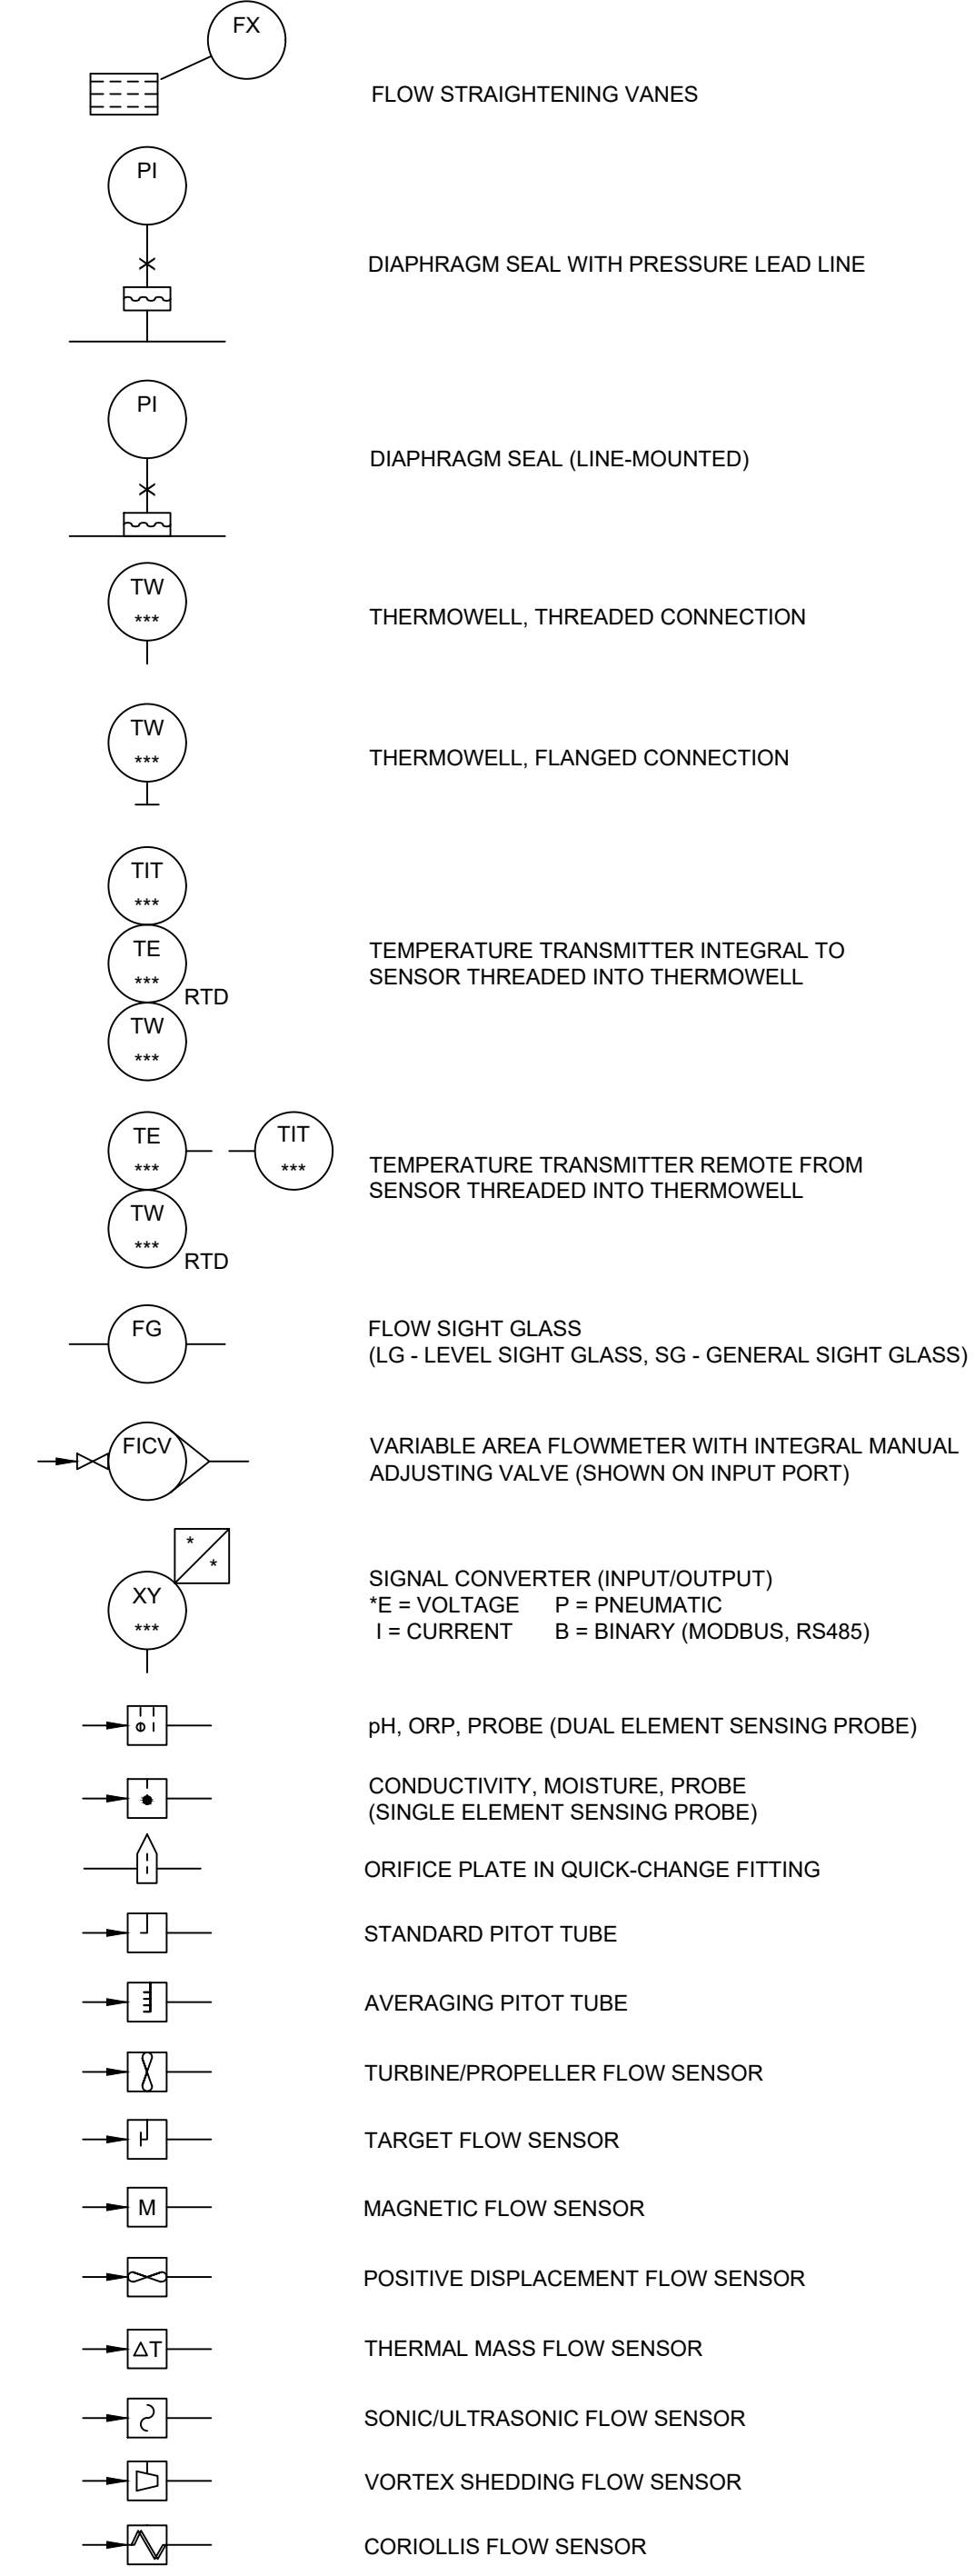 FX
FLOW STRAIGHTENING VANES
PI
DIAPHRAGM SEAL WITH PRESSURE LEAD LINE
PI
DIAPHRAGM SEAL (LINE-MOUNTED)
TW
***
THERMOWELL, THREADED CONNECTION
TW
***
THERMOWELL, FLANGED CONNECTION
TIT
***
TE
***
RTD
TW
***
TEMPERATURE TRANSMITTER INTEGRAL TO
SENSOR THREADED INTO THERMOWELL
TE
***
TIT
***
TW
***
RTD
TEMPERATURE TRANSMITTER REMOTE FROM
SENSOR THREADED INTO THERMOWELL
FG
FLOW SIGHT GLASS
(LG - LEVEL SIGHT GLASS, SG - GENERAL SIGHT GLASS)
FICV
VARIABLE AREA FLOWMETER WITH INTEGRAL MANUAL
ADJUSTING VALVE (SHOWN ON INPUT PORT)
*
*
XY
***
SIGNAL CONVERTER (INPUT/OUTPUT)
*E = VOLTAGE P = PNEUMATIC
I = CURRENT B = BINARY (MODBUS, RS485)
pH, ORP, PROBE (DUAL ELEMENT SENSING PROBE)
CONDUCTIVITY, MOISTURE, PROBE
(SINGLE ELEMENT SENSING PROBE)
ORIFICE PLATE IN QUICK-CHANGE FITTING
STANDARD PITOT TUBE
AVERAGING PITOT TUBE
TURBINE/PROPELLER FLOW SENSOR
TARGET FLOW SENSOR
M
MAGNETIC FLOW SENSOR
POSITIVE DISPLACEMENT FLOW SENSOR
ΔT
THERMAL MASS FLOW SENSOR
SONIC/ULTRASONIC FLOW SENSOR
VORTEX SHEDDING FLOW SENSOR
CORIOLLIS FLOW SENSOR